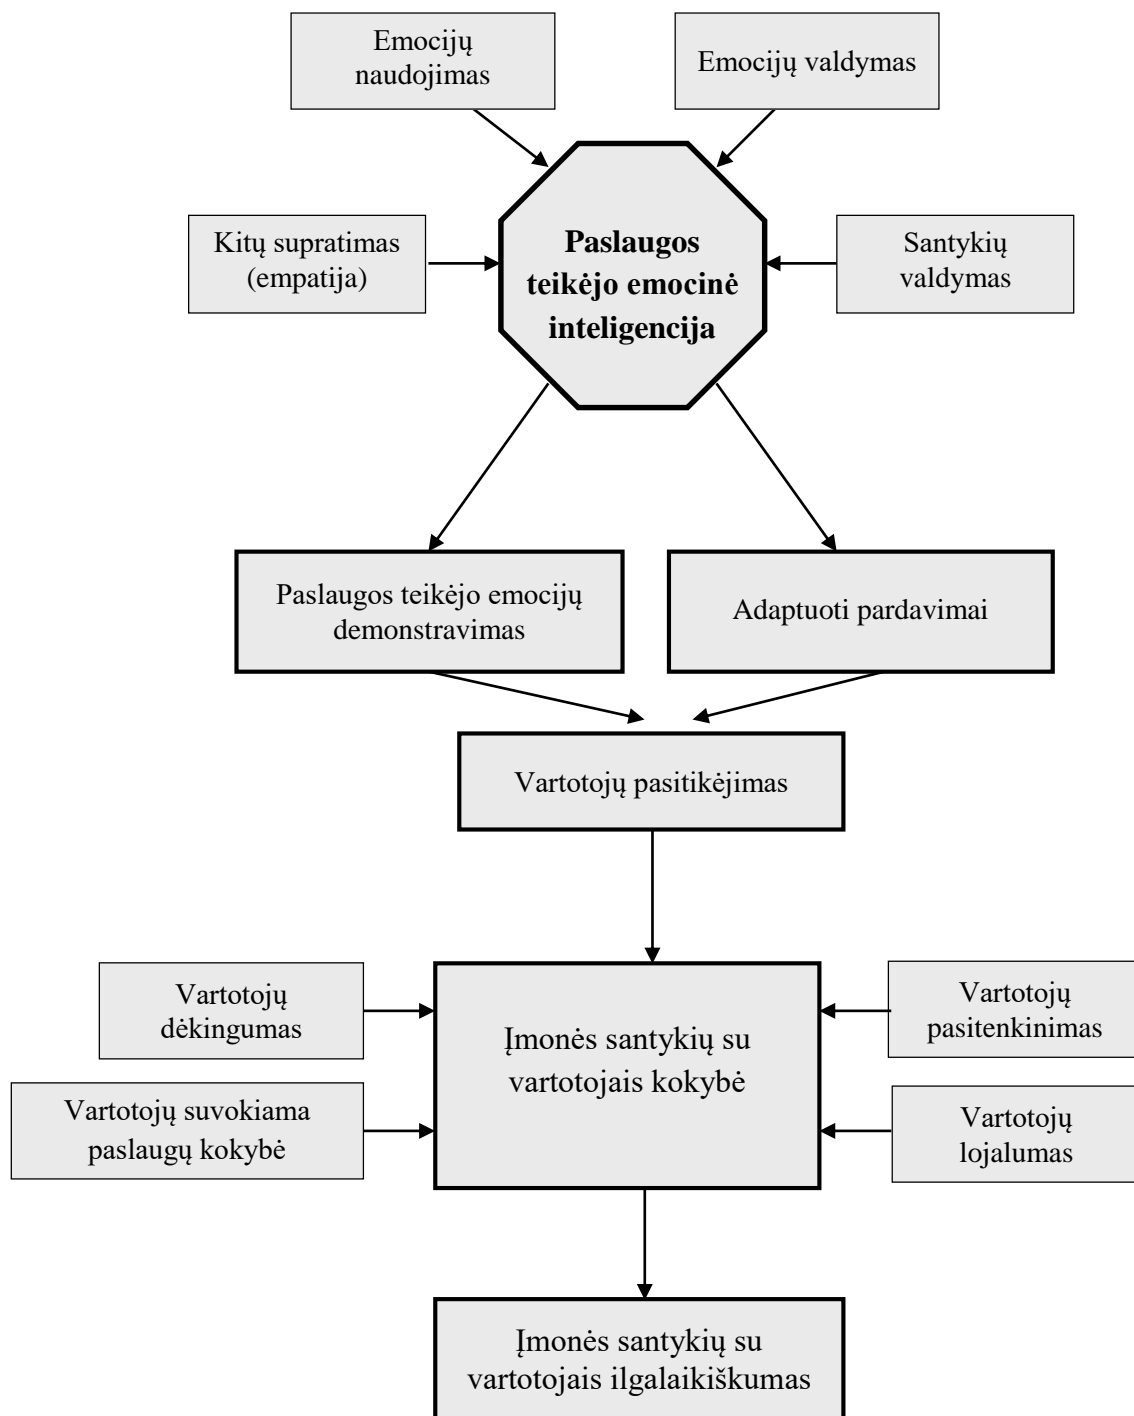 Emocijų
naudojimas
Emocijų valdymas
Kitų supratimas
(empatija)
Paslaugos
teikėjo emocinė
inteligencija
Santykių
valdymas
Paslaugos teikėjo emocijų
demonstravimas
Adaptuoti pardavimai
Vartotojų pasitikėjimas
Vartotojų
dėkingumas
Įmonės santykių su
vartotojais kokybė
Vartotojų
pasitenkinimas
Vartotojų suvokiama
paslaugų kokybė
Vartotojų
lojalumas
Įmonės santykių su
vartotojais ilgalaikiškumas